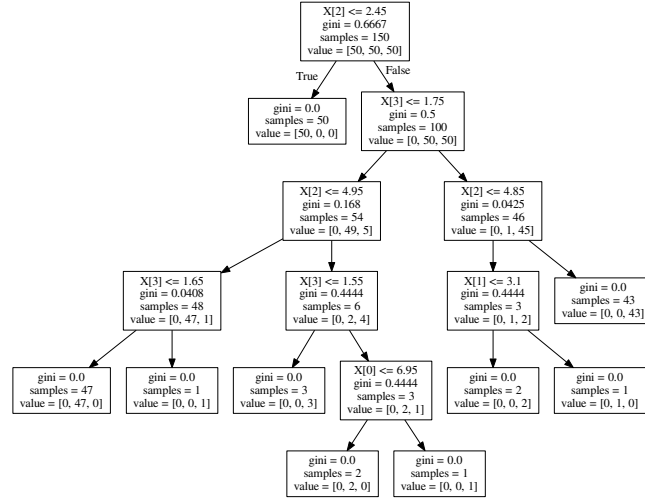 X[2] <= 2.45
gini = 0.6667
samples = 150
value = [50, 50, 50]
True
False
gini = 0.0
samples = 50
value = [50, 0, 0]
X[3] <= 1.75
gini = 0.5
samples = 100
value = [0, 50, 50]
X[2] <= 4.95
gini = 0.168
samples = 54
value = [0, 49, 5]
X[2] <= 4.85
gini = 0.0425
samples = 46
value = [0, 1, 45]
X[3] <= 1.65
gini = 0.0408
samples = 48
value = [0, 47, 1]
X[3] <= 1.55
gini = 0.4444
samples = 6
value = [0, 2, 4]
X[1] <= 3.1
gini = 0.4444
samples = 3
value = [0, 1, 2]
gini = 0.0
samples = 43
value = [0, 0, 43]
gini = 0.0
samples = 47
value = [0, 47, 0]
gini = 0.0
samples = 1
value = [0, 0, 1]
gini = 0.0
samples = 3
value = [0, 0, 3]
X[0] <= 6.95
gini = 0.4444
samples = 3
value = [0, 2, 1]
gini = 0.0
samples = 2
value = [0, 0, 2]
gini = 0.0
samples = 1
value = [0, 1, 0]
gini = 0.0
samples = 2
value = [0, 2, 0]
gini = 0.0
samples = 1
value = [0, 0, 1]